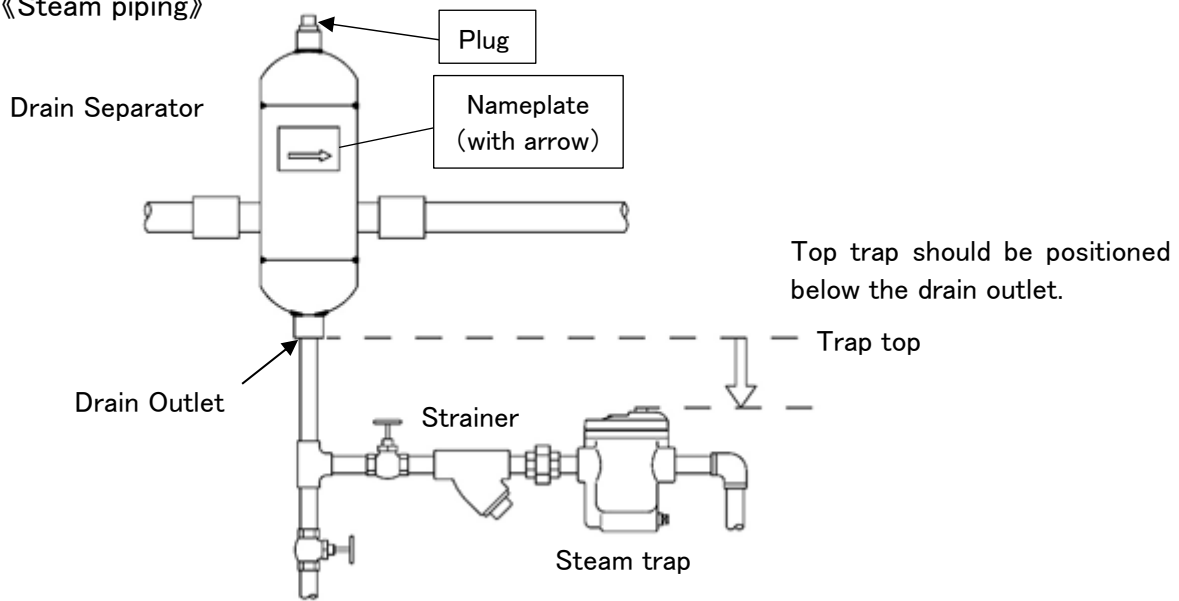 《Steam piping》
Plug
Drain Separator
Nameplate
(with arrow)
Top trap should be positioned
below the drain outlet.
Trap top
Drain Outlet
Strainer
Steam trap